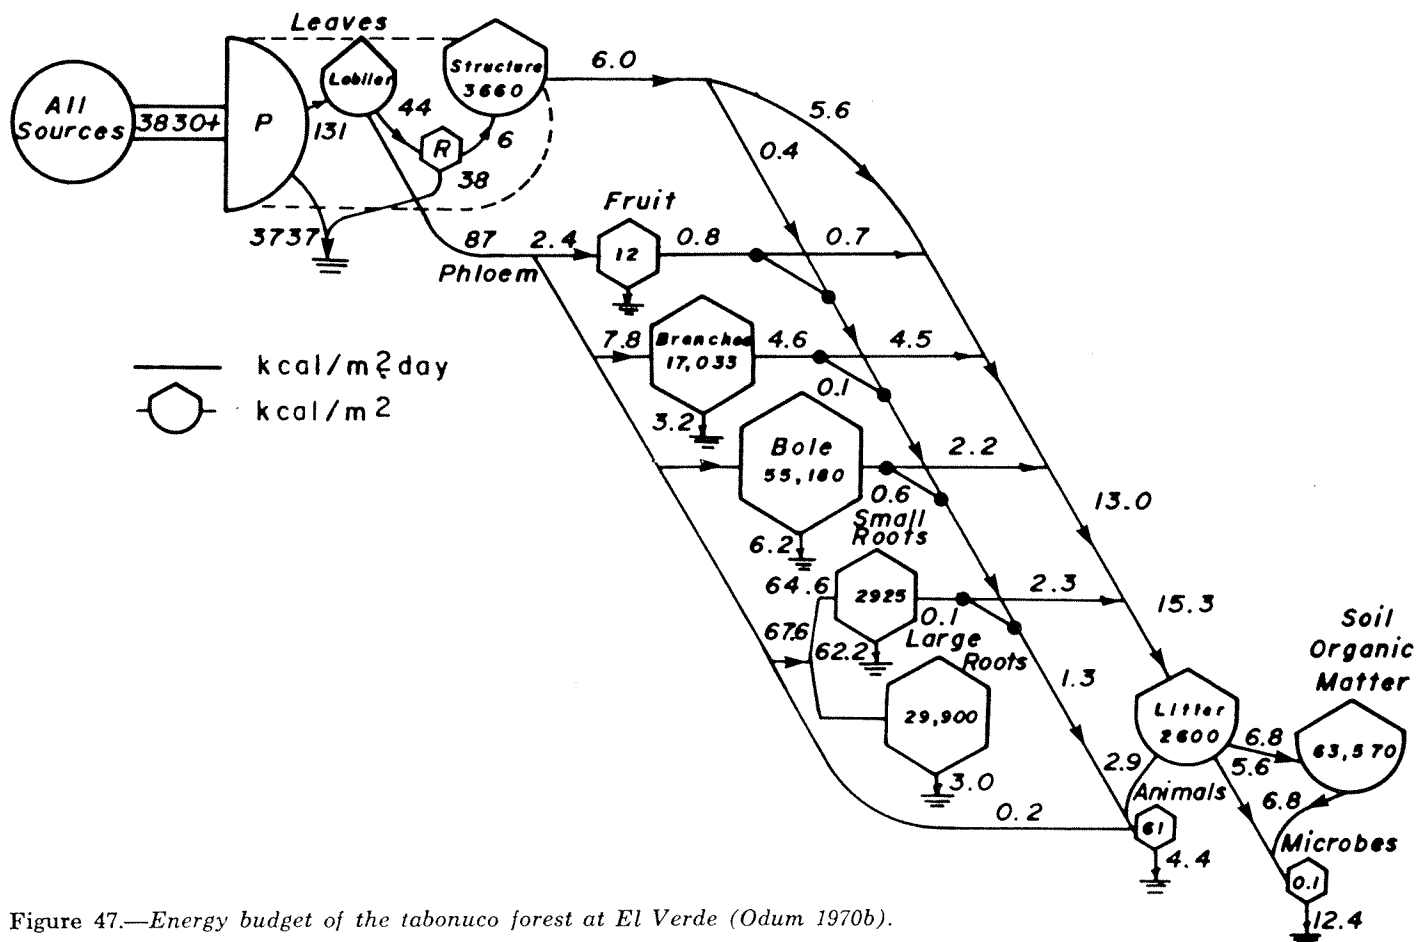 Leaves
All
Sources
3830+
P
131
Labile
44
R
6
38
Structure
3660
6.0
5.6
0.4
3737
87
Phloem
2.4
Fruit
12
0.8
0.7
kcal/m2 day
kcal/m2
7.8
Branches
17,033
4.6
4.5
0.1
3.2
Bole
55,180
2.2
0.6
6.2
13.0
Small
Roots
64.6
2925
2.3
0.1
15.3
67.6
62.2
Large
Roots
29,900
3.0
1.3
0.2
Litter
2600
2.9
6.8
5.6
Soil
Organic
Matter
63,570
6.8
Animals
61
4.4
Microbes
0.1
12.4
Figure 47.—Energy budget of the tabonuco forest at El Verde (Odum 1970b).